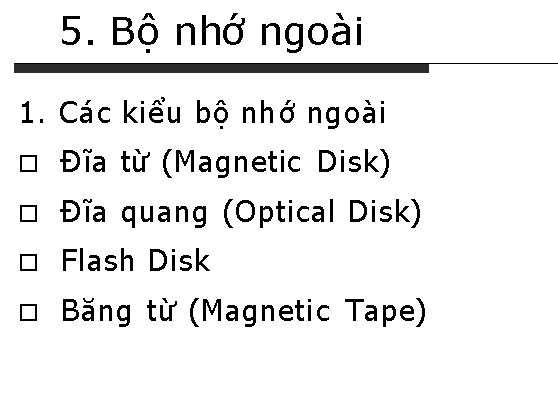 5. Bộ nhớ ngoài
1. Các kiểu bộ nhớ ngoài
□ Đĩa từ (Magnetic Disk)
□ Đĩa quang (Optical Disk)
□ Flash Disk
□ Băng từ (Magnetic Tape)